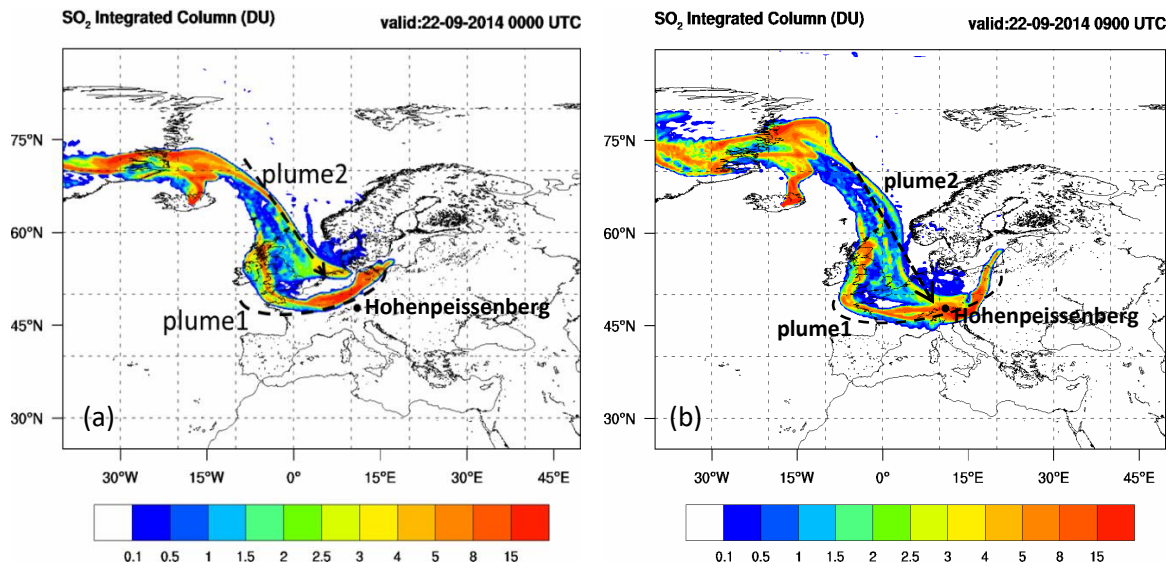 SO2 Integrated Column (DU) valid:22-09-2014 0000 UTC
75°N
60°N
45°N
30°N
30°W 15°W 0° 15°E 30°E 45°E
plume2
plume1
Hohenpeissenberg
(a)
0.1 0.5 1 1.5 2 2.5 3 4 5 8 15
SO2 Integrated Column (DU) valid:22-09-2014 0900 UTC
75°N
60°N
45°N
30°N
30°W 15°W 0° 15°E 30°E 45°E
plume2
plume1
Hohenpeissenberg
(b)
0.1 0.5 1 1.5 2 2.5 3 4 5 8 15